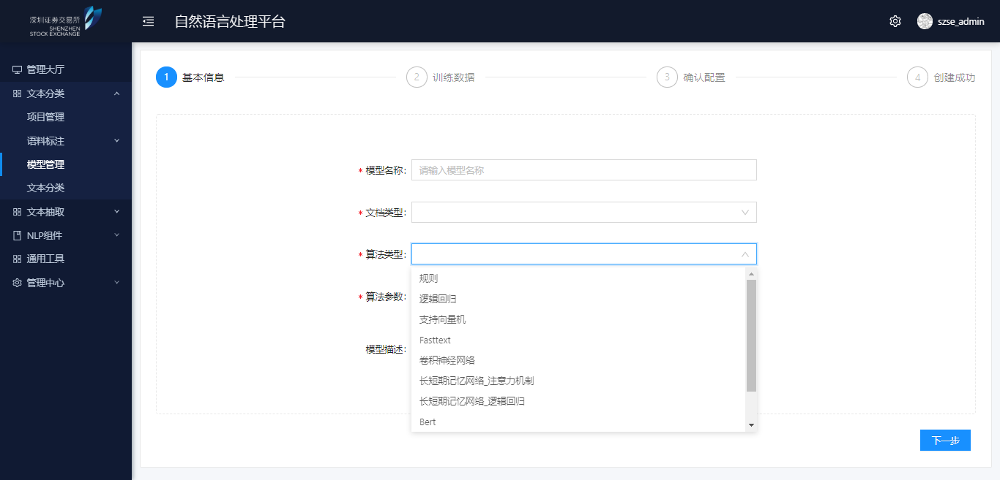 深圳证券交易所
SHENZHEN
STOCK EXCHANGE
自然语言处理平台
szse_admin
管理大厅
文本分类
项目管理
语料标注
模型管理
文本分类
文本抽取
NLP组件
通用工具
管理中心
1 基本信息
2 训练数据
3 确认配置
4 创建成功
* 模型名称: 请输入模型名称
* 文档类型:
* 算法类型:
规则
逻辑回归
支持向量机
Fasttext
卷积神经网络
长短期记忆网络_注意力机制
长短期记忆网络_逻辑回归
Bert
* 算法参数:
模型描述:
下一步